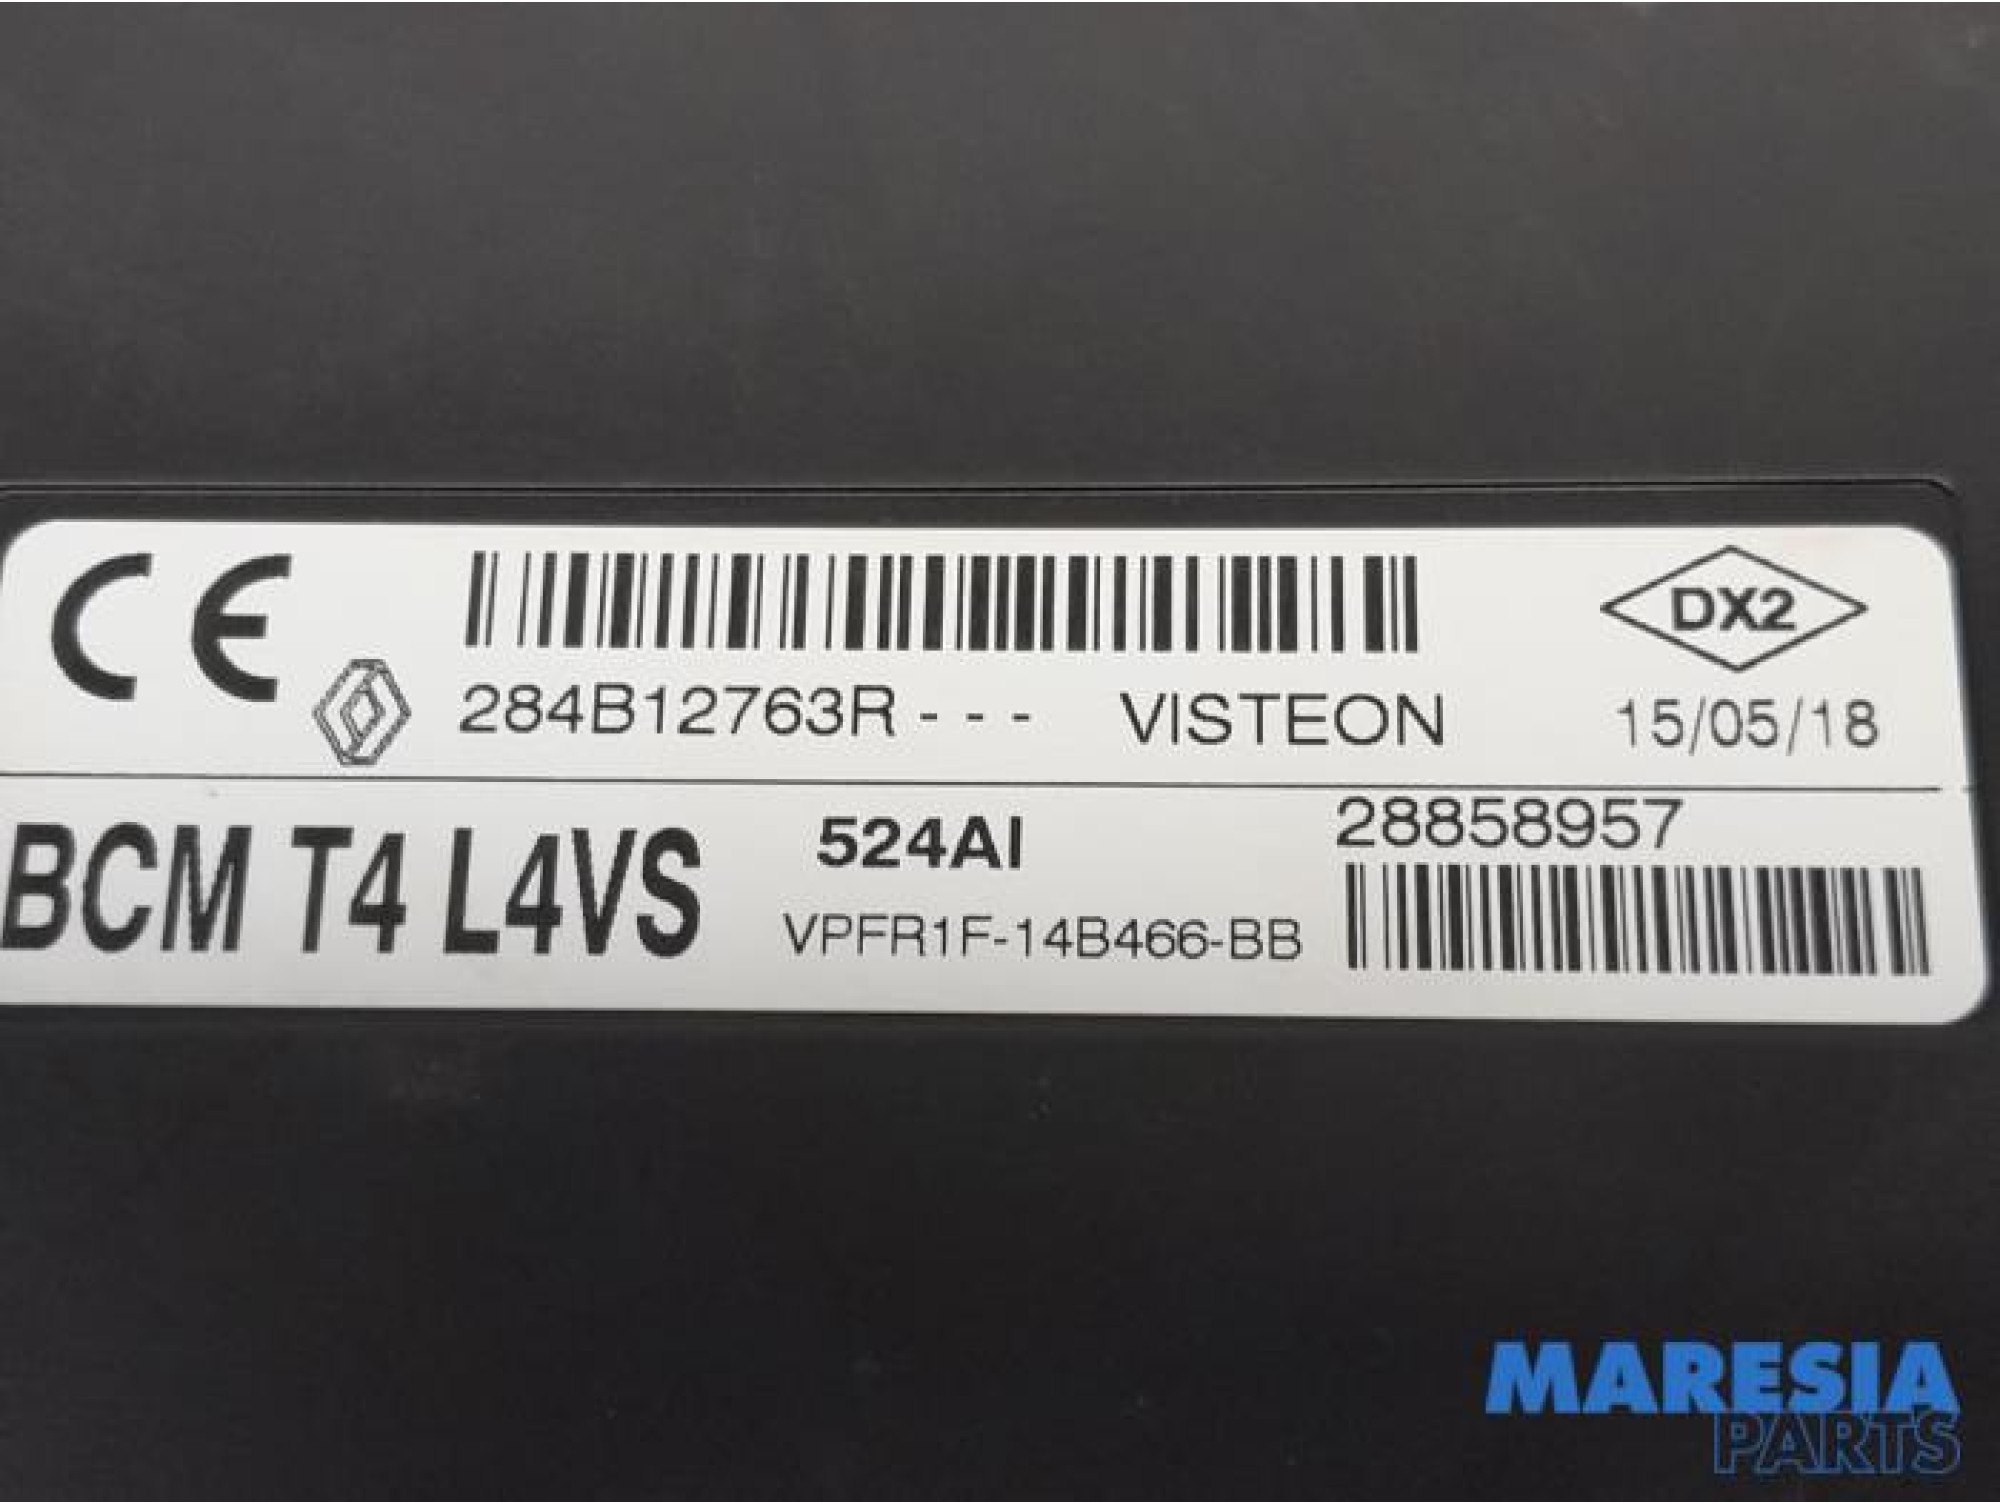 CE
284B12763R - - - VISTEON
DX2
15/05/18
BCM T4 L4VS
524AI
VPFR1F-14B466-BB
28858957
MARESIA
PARTS